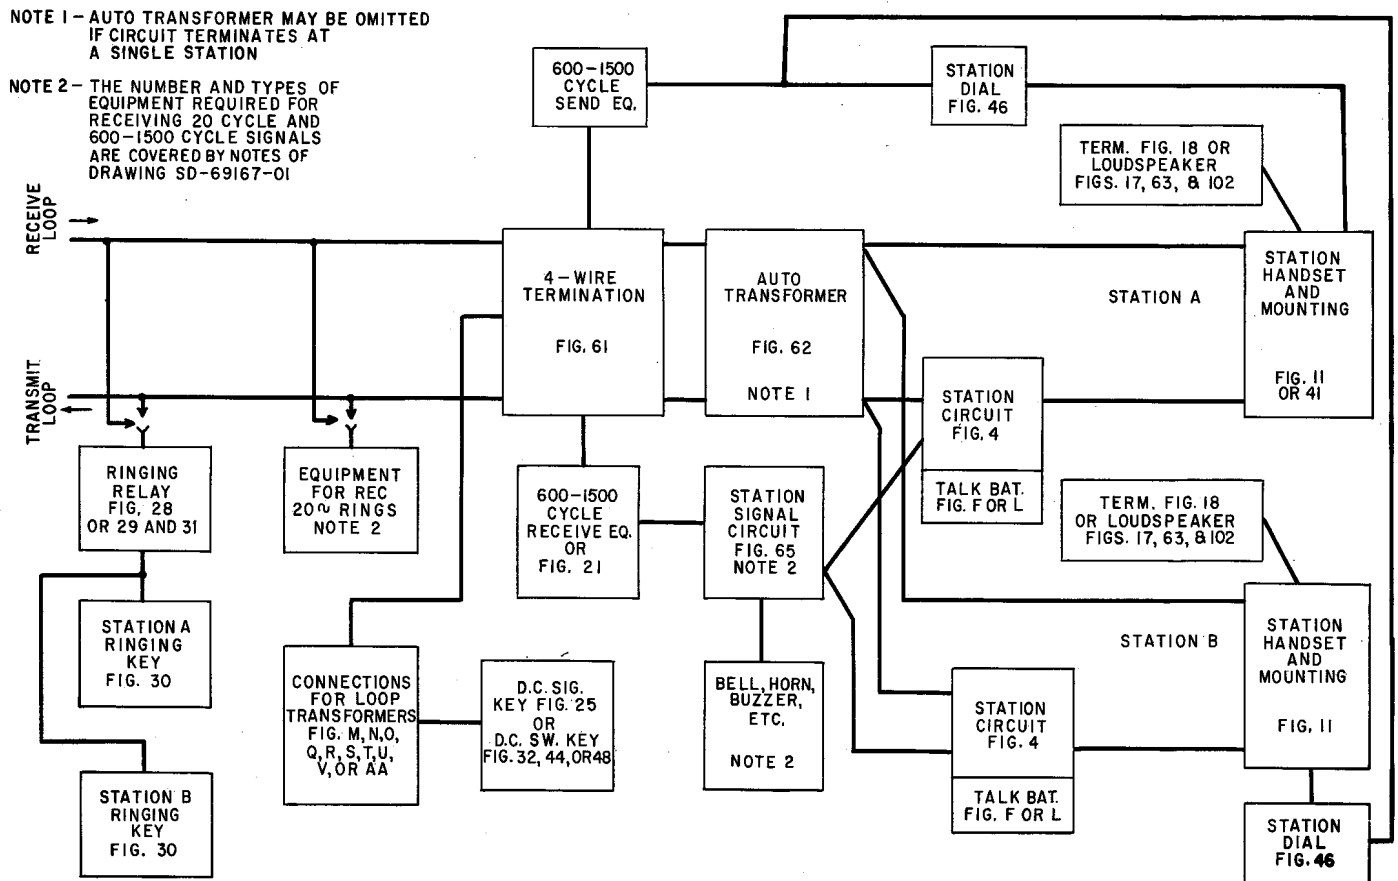 NOTE 1 - AUTO TRANSFORMER MAY BE OMITTED
IF CIRCUIT TERMINATES AT
A SINGLE STATION
NOTE 2 - THE NUMBER AND TYPES OF
EQUIPMENT REQUIRED FOR
RECEIVING 20 CYCLE AND
600-1500 CYCLE SIGNALS
ARE COVERED BY NOTES OF
DRAWING SD-69167-01
600-1500
CYCLE
SEND EQ.
STATION
DIAL
FIG. 46
TERM. FIG. 18 OR
LOUDSPEAKER
FIGS. 17, 63, & 102
RECEIVE
LOOP
4-WIRE
TERMINATION
FIG. 61
AUTO
TRANSFORMER
FIG. 62
NOTE 1
STATION A
STATION
HANDSET
AND
MOUNTING
FIG. 11
OR 41
TRANSMIT.
LOOP
STATION
CIRCUIT
FIG. 4
TALK BAT.
FIG. F OR L
RINGING
RELAY
FIG, 28
OR 29 AND 31
EQUIPMENT
FOR REC
20~ RINGS
NOTE 2
600-1500
CYCLE
RECEIVE EQ.
OR
FIG. 21
STATION
SIGNAL
CIRCUIT
FIG. 65
NOTE 2
TERM. FIG. 18
OR LOUDSPEAKER
FIGS. 17, 63, & 102
STATION A
RINGING
KEY
FIG. 30
CONNECTIONS
FOR LOOP
TRANSFORMERS
FIG. M, N, O,
Q, R, S, T, U,
V, OR AA
D.C. SIG.
KEY FIG. 25
OR
D.C. SW. KEY
FIG. 32, 44, OR 48
BELL, HORN,
BUZZER,
ETC.
NOTE 2
STATION B
STATION
HANDSET
AND
MOUNTING
FIG. 11
STATION
CIRCUIT
FIG. 4
TALK BAT.
FIG. F OR L
STATION B
RINGING
KEY
FIG. 30
STATION
DIAL
FIG. 46